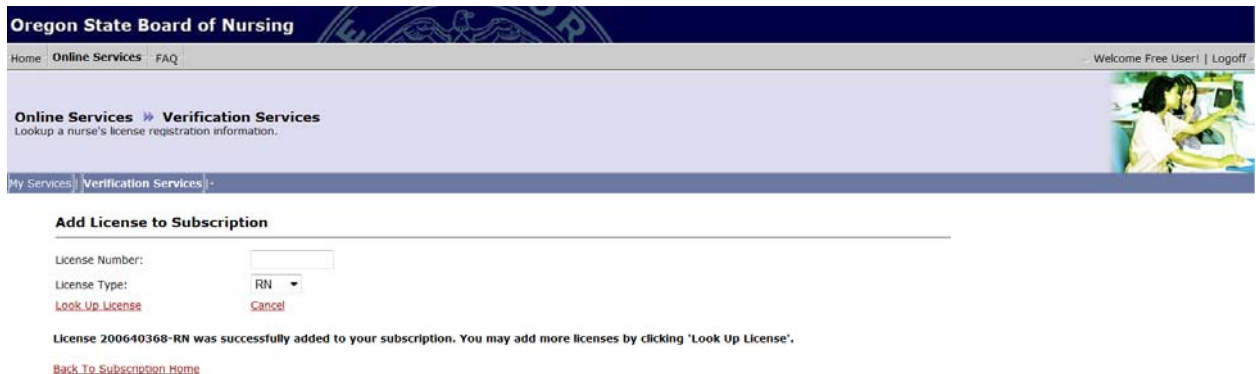 Oregon State Board of Nursing
Home Online Services FAQ Welcome Free User! | Logoff
Online Services Verification Services
Lookup a nurse's license registration information.
My Services Verification Services
Add License to Subscription
License Number:
License Type: RN
Look Up License Cancel
License 200640368-RN was successfully added to your subscription. You may add more licenses by clicking 'Look Up License'.
Back To Subscription Home